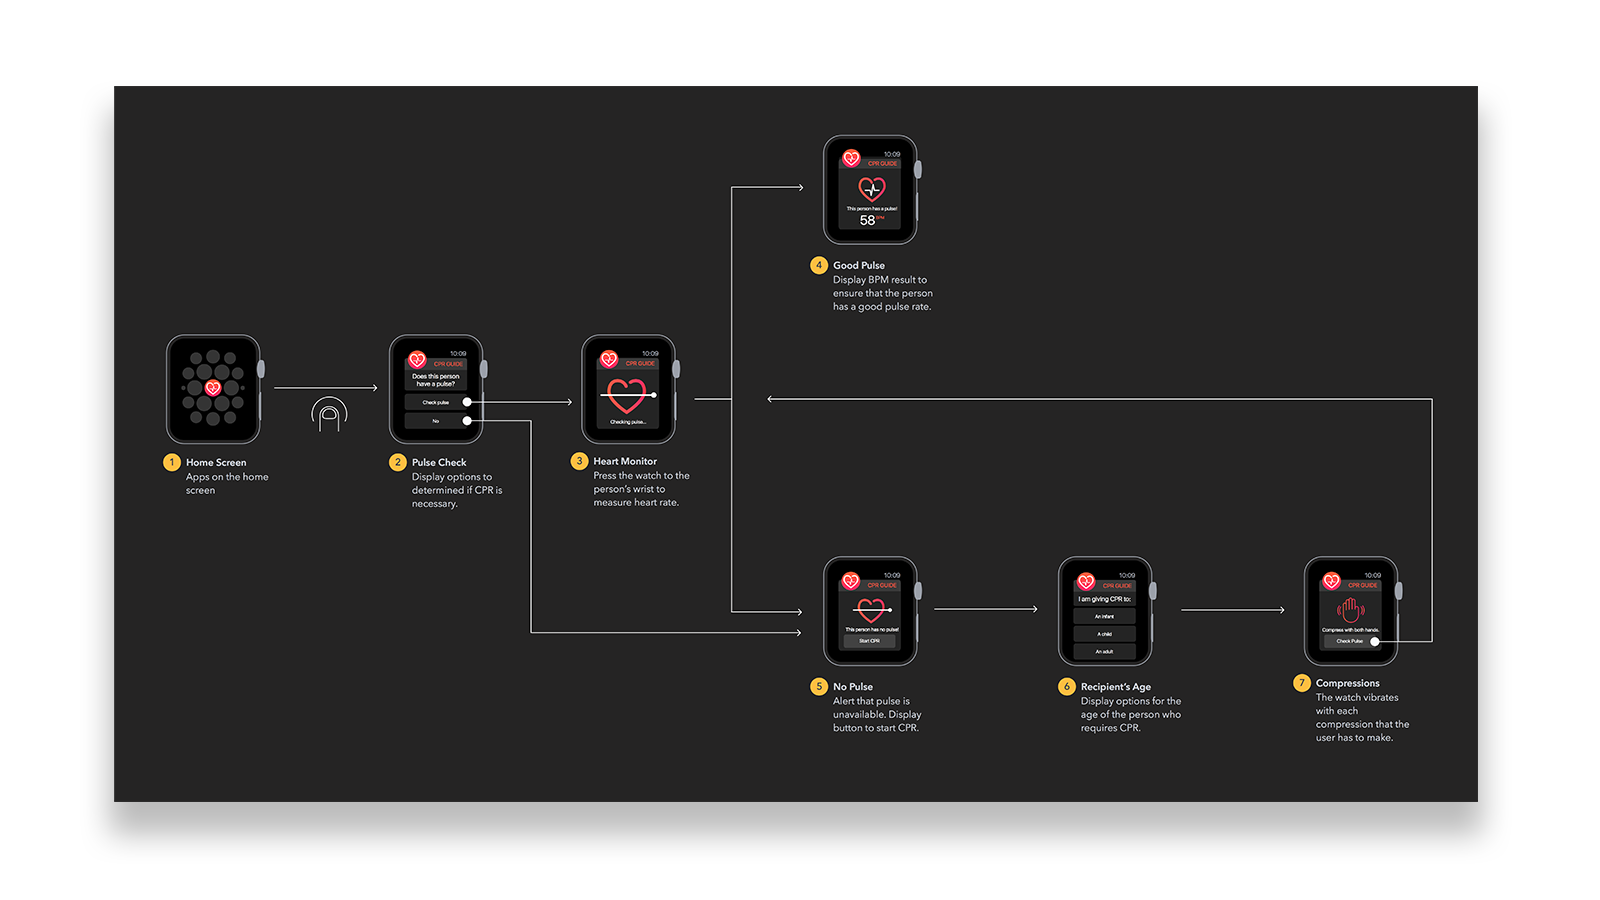 10:09
CPR GUIDE
This person has a pulse!
58 BPM
4 Good Pulse
Display BPM result to
ensure that the person
has a good pulse rate.
1 Home Screen
Apps on the home
screen
10:09
CPR GUIDE
Does this person
have a pulse?
Check pulse
No
2 Pulse Check
Display options to
determined if CPR is
necessary.
10:09
CPR GUIDE
Checking pulse...
3 Heart Monitor
Press the watch to the
person's wrist to
measure heart rate.
10:09
CPR GUIDE
This person has no pulse!
Start CPR
5 No Pulse
Alert that pulse is
unavailable. Display
button to start CPR.
10:09
CPR GUIDE
I am giving CPR to:
An infant
A child
An adult
6 Recipient's Age
Display options for the
age of the person who
requires CPR.
10:09
CPR GUIDE
Compress with both hands.
Check Pulse
7 Compressions
The watch vibrates
with each
compression that the
user has to make.